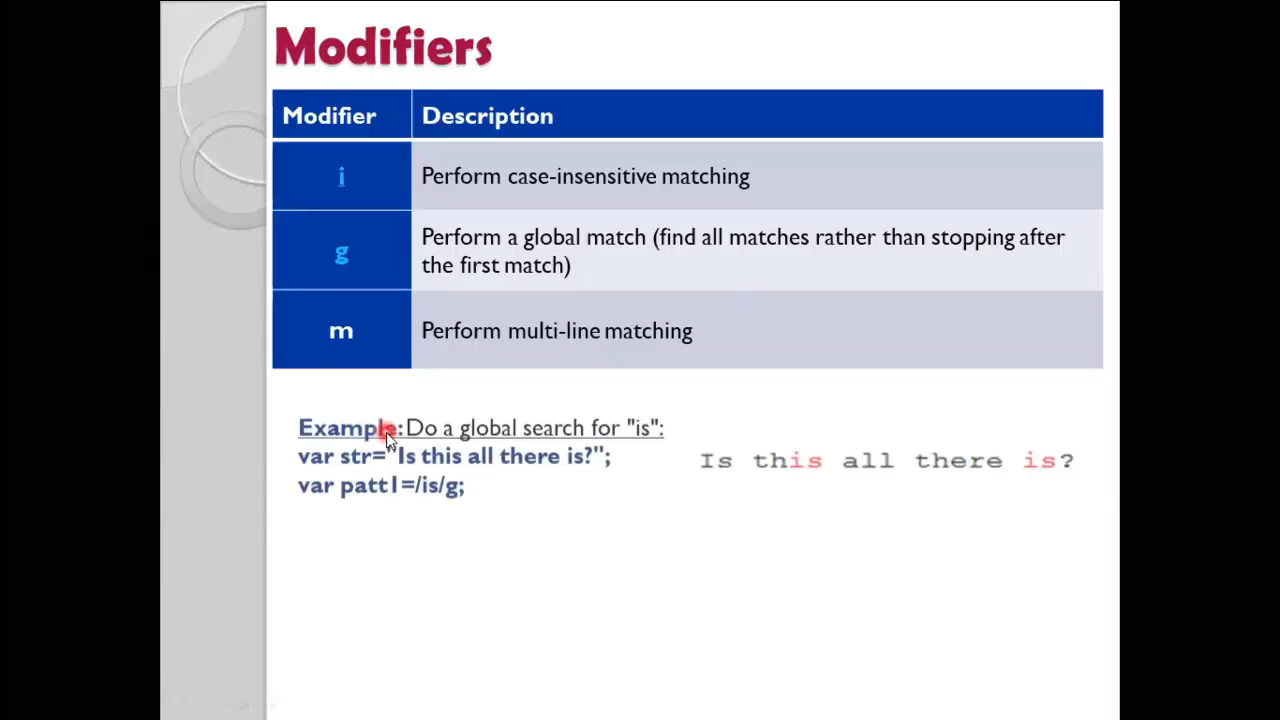 Modifiers
Modifier Description
i Perform case-insensitive matching
g Perform a global match (find all matches rather than stopping after
the first match)
m Perform multi-line matching
Example: Do a global search for "is":
var str="Is this all there is?";
var patt1=/is/g;
Is this all there is?